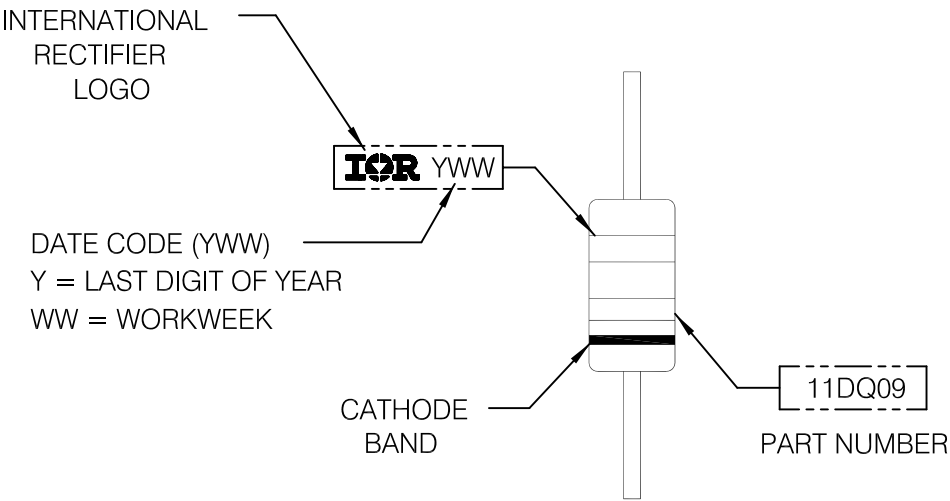 INTERNATIONAL
RECTIFIER
LOGO
IOR YWW
DATE CODE (YWW)
Y = LAST DIGIT OF YEAR
WW = WORKWEEK
CATHODE
BAND
11DQ09
PART NUMBER